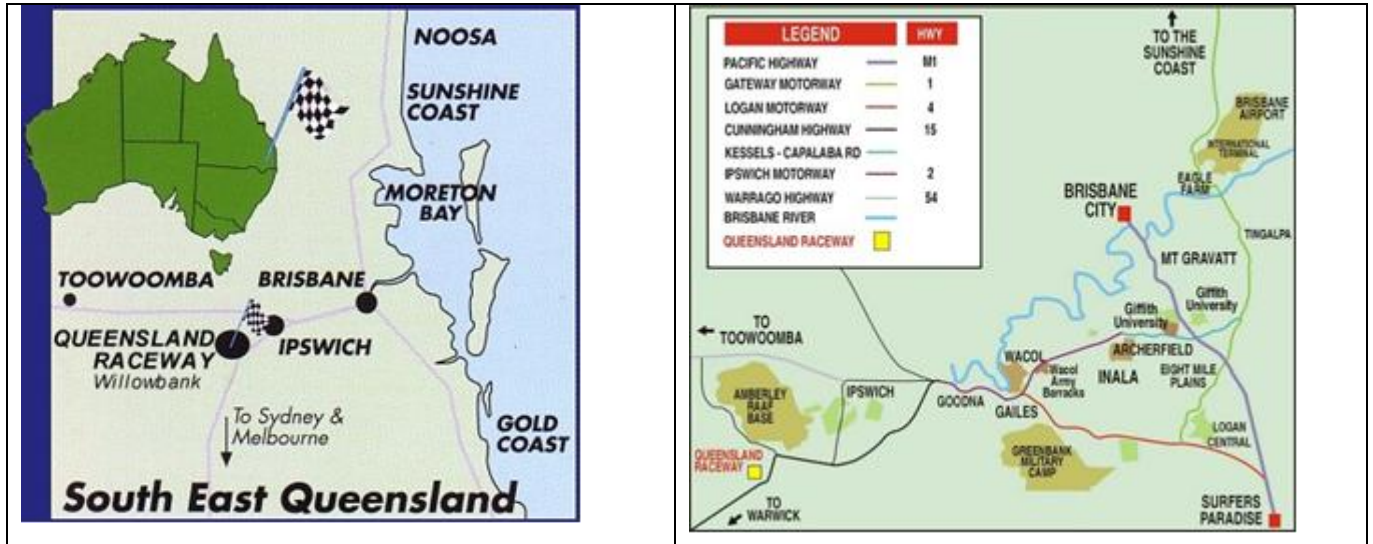 NOOSA
SUNSHINE
COAST
MORETON
BAY
TOOWOOMBA
BRISBANE
QUEENSLAND
RACEWAY
Willowbank
IPSWICH
To Sydney &
Melbourne
GOLD
COAST
South East Queensland
LEGEND HWY
PACIFIC HIGHWAY M1
GATEWAY MOTORWAY 1
LOGAN MOTORWAY 4
CUNNINGHAM HIGHWAY 15
KESSELS - CAPALABA RD
IPSWICH MOTORWAY 2
WARRAGO HIGHWAY 54
BRISBANE RIVER
QUEENSLAND RACEWAY
TO THE
SUNSHINE
COAST
BRISBANE
AIRPORT
INTERNATIONAL
TERMINAL
EAGLE
FARM
BRISBANE
CITY
TINGALPA
MT GRAVATT
Griffith
University
Griffith
University
TO
TOOWOOMBA
ARCHERFIELD
WACOL
Wacol
Army
Barracks
INALA
EIGHT MILE
PLAINS
AMBERLEY
RAAF
BASE
IPSWICH
GOODNA
GAILES
LOGAN
CENTRAL
GREENBANK
MILITARY
CAMP
QUEENSLAND
RACEWAY
TO
WARWICK
SURFERS
PARADISE